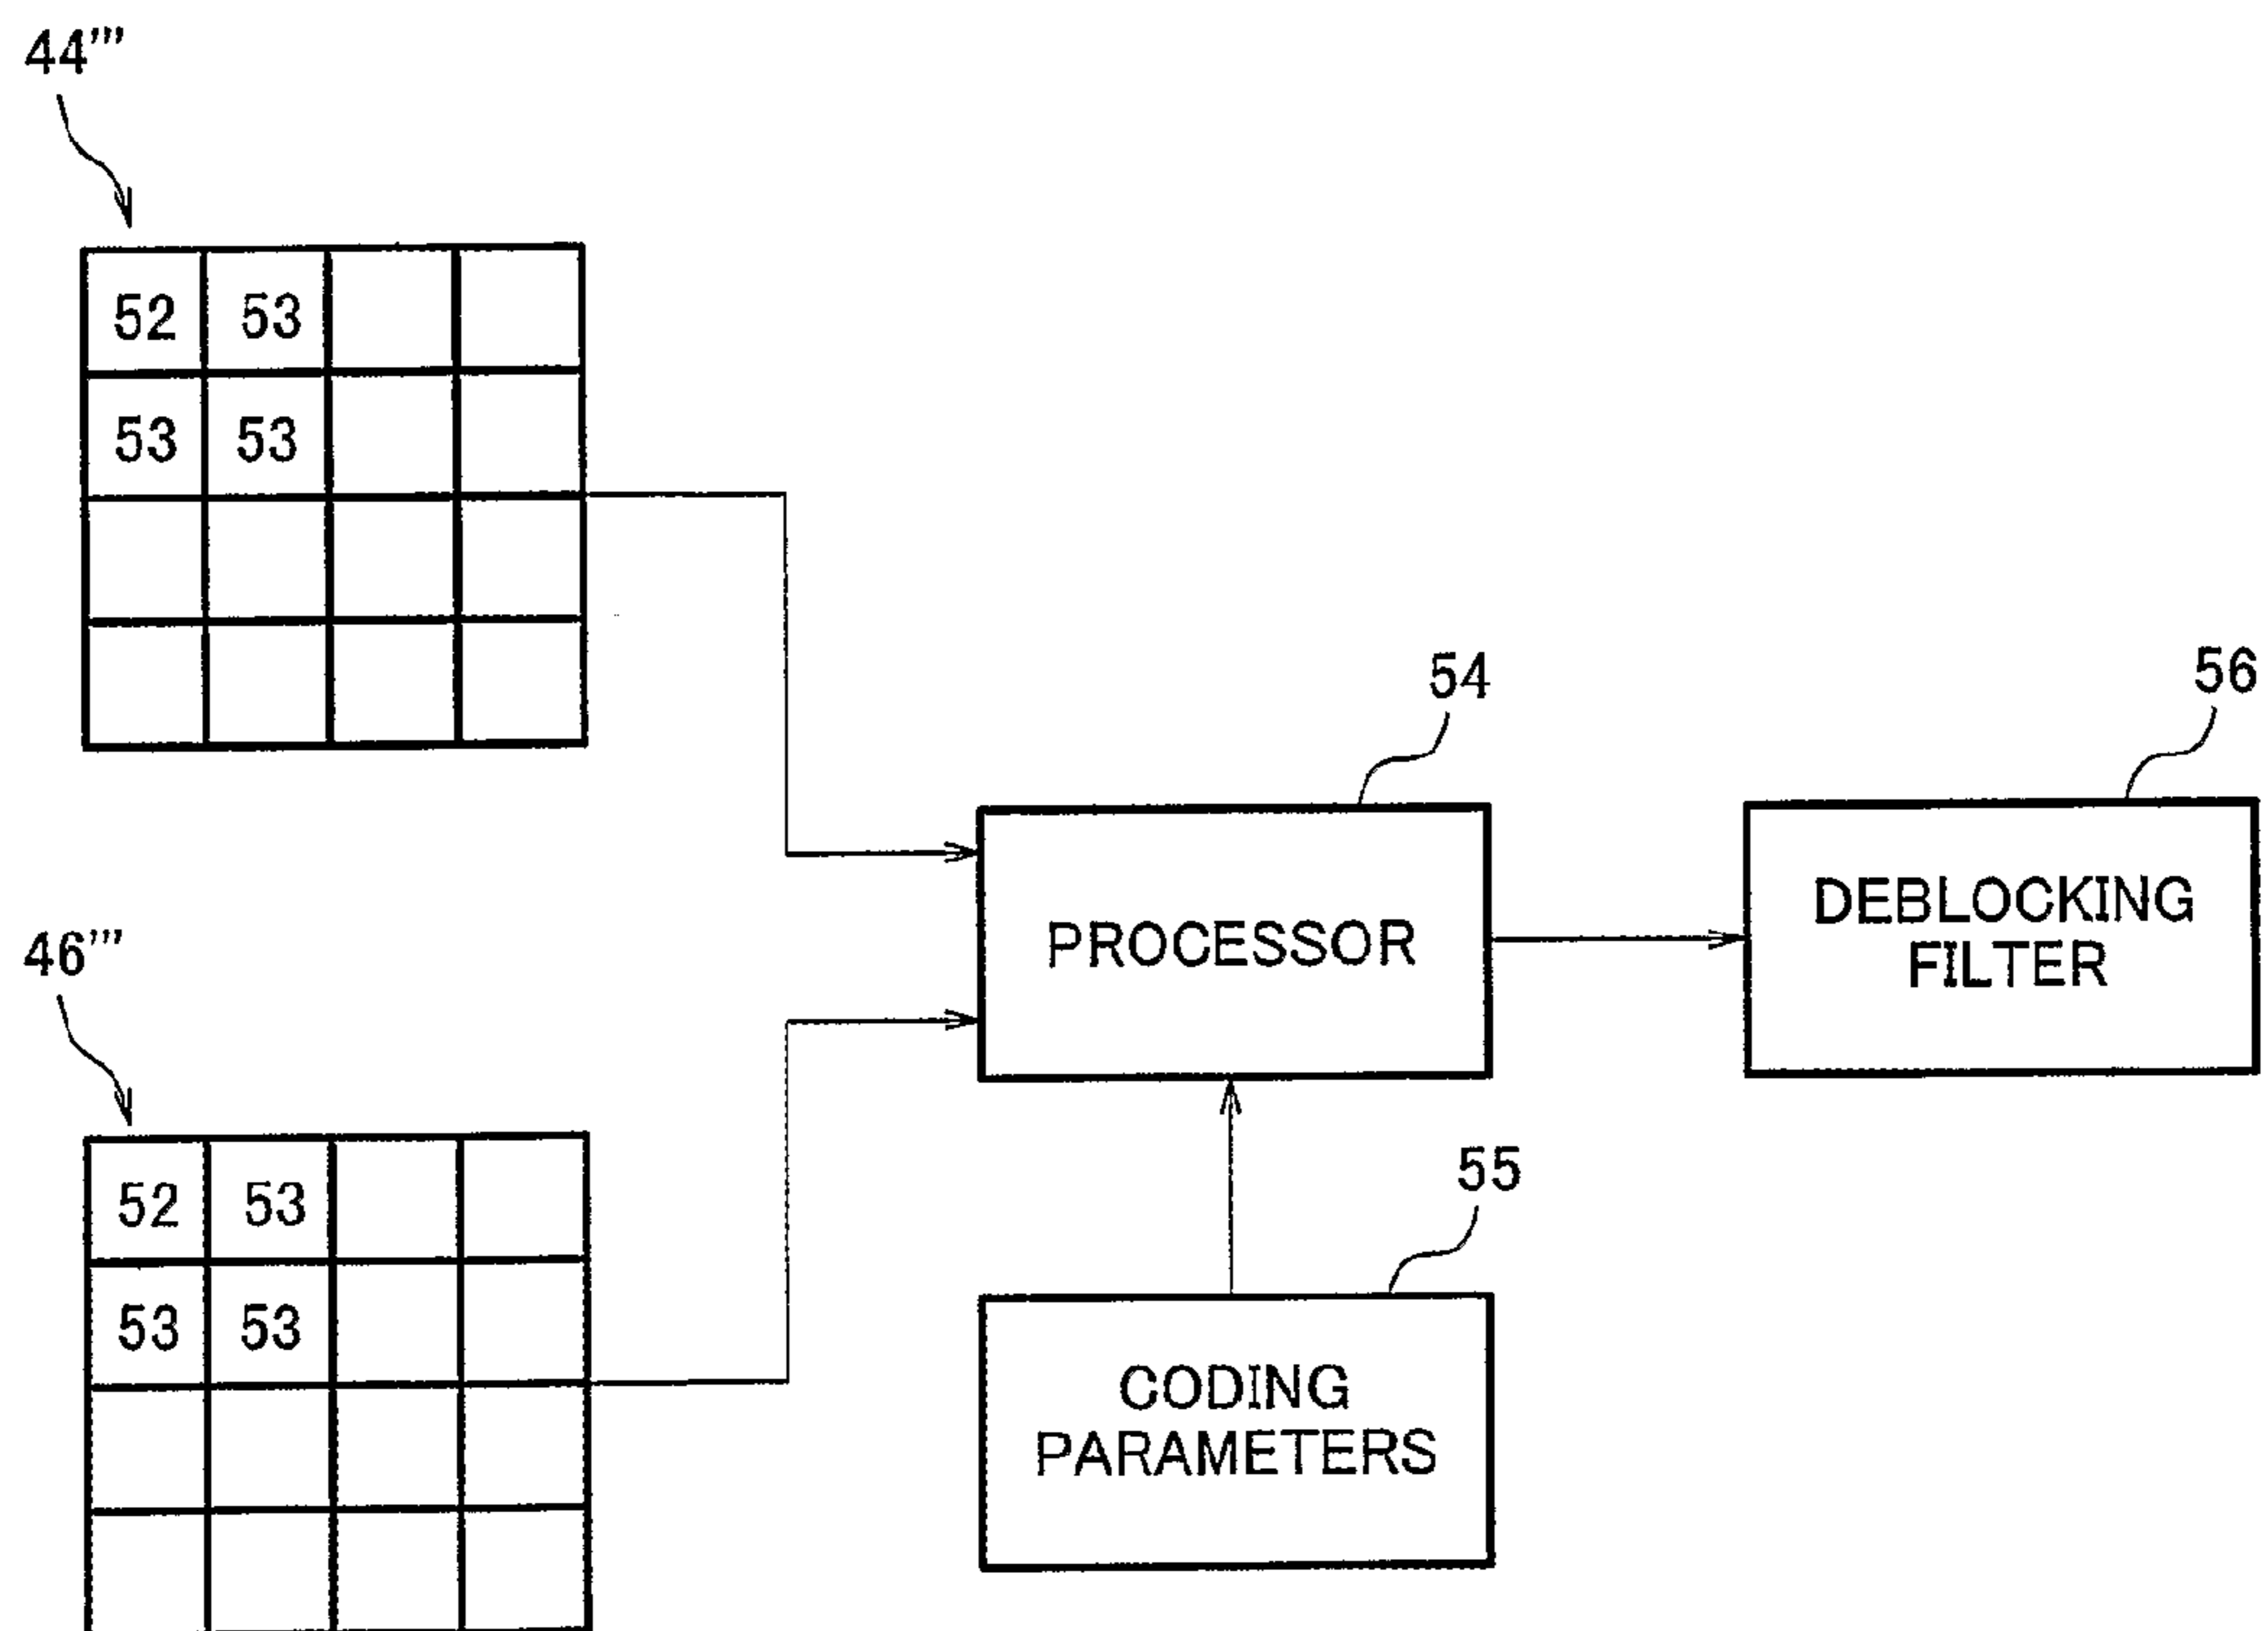 44'''
52 53
53 53
54
56
PROCESSOR
DEBLOCKING
FILTER
46'''
52 53
53 53
55
CODING
PARAMETERS